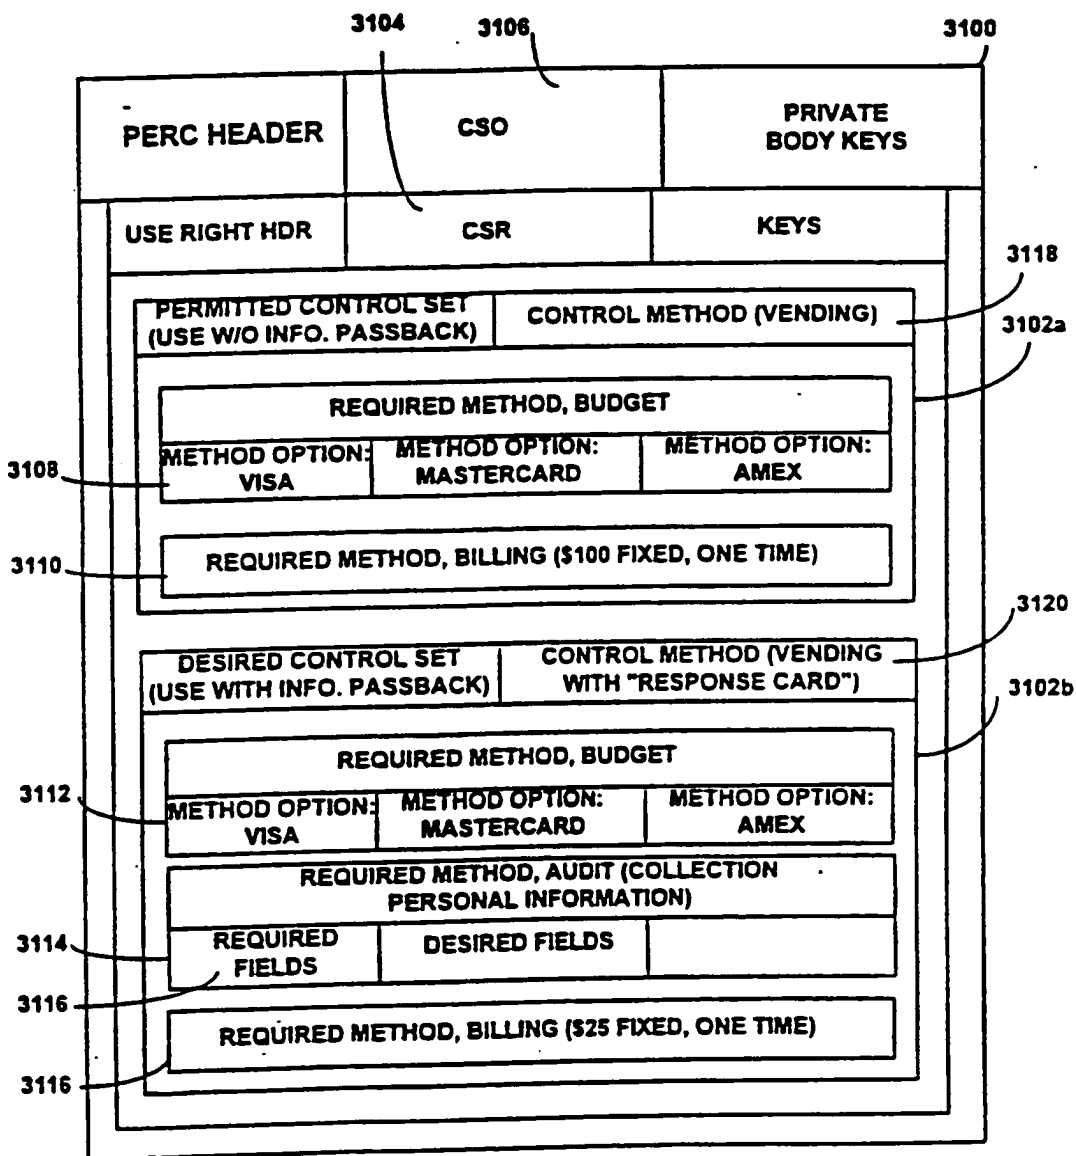 3104
3106
3100
PERC HEADER
CSO
PRIVATE
BODY KEYS
USE RIGHT HDR
CSR
KEYS
3118
PERMITTED CONTROL SET
(USE W/O INFO. PASSBACK)
CONTROL METHOD (VENDING)
3102a
REQUIRED METHOD, BUDGET
METHOD OPTION:
VISA
METHOD OPTION:
MASTERCARD
METHOD OPTION:
AMEX
3108
REQUIRED METHOD, BILLING ($100 FIXED, ONE TIME)
3110
3120
DESIRED CONTROL SET
(USE WITH INFO. PASSBACK)
CONTROL METHOD (VENDING
WITH "RESPONSE CARD")
3102b
REQUIRED METHOD, BUDGET
3112
METHOD OPTION:
VISA
METHOD OPTION:
MASTERCARD
METHOD OPTION:
AMEX
REQUIRED METHOD, AUDIT (COLLECTION
PERSONAL INFORMATION)
3114
REQUIRED
FIELDS
DESIRED FIELDS
3116
REQUIRED METHOD, BILLING ($25 FIXED, ONE TIME)
3116